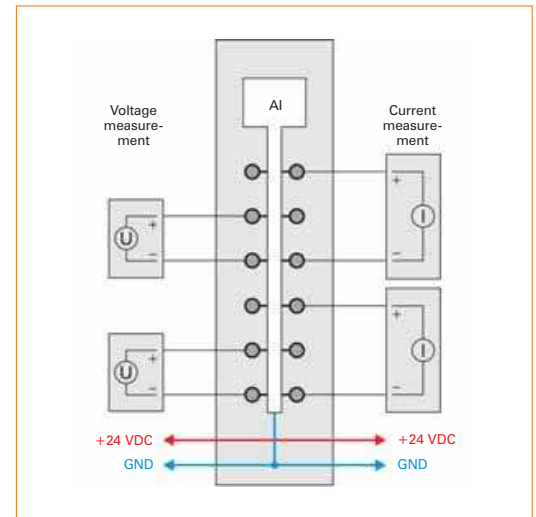 AI
Voltage
measure-
ment
Current
measure-
ment
+
−
U
+
−
I
+
−
U
+
−
I
+24 VDC
+24 VDC
GND
GND